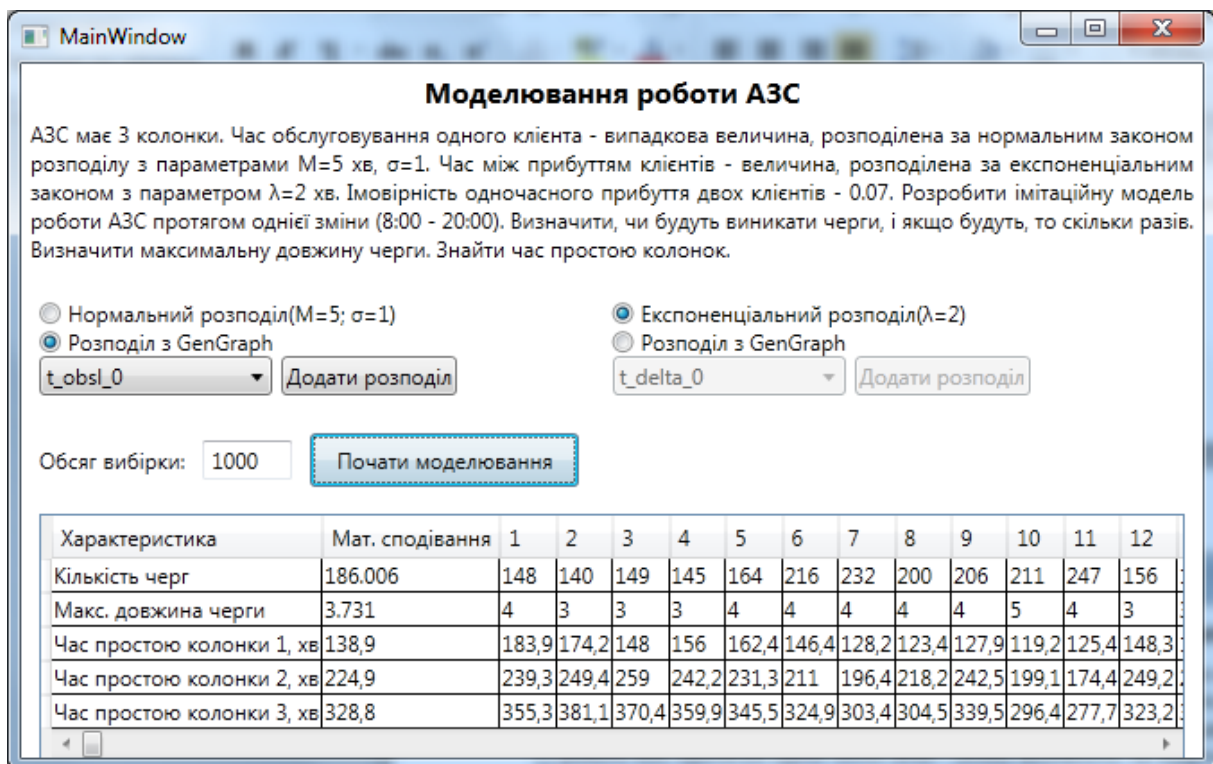 MainWindow
Моделювання роботи АЗС
АЗС має 3 колонки. Час обслуговування одного клієнта - випадкова величина, розподілена за нормальним законом
розподілу з параметрами М=5 хв, σ=1. Час між прибуттям клієнтів - величина, розподілена за експоненціальним
законом з параметром λ=2 хв. Імовірність одночасного прибуття двох клієнтів - 0.07. Розробити імітаційну модель
роботи АЗС протягом однієї зміни (8:00 - 20:00). Визначити, чи будуть виникати черги, і якщо будуть, то скільки разів.
Визначити максимальну довжину черги. Знайти час простою колонок.
Нормальний розподіл(М=5; σ=1) Експоненціальний розподіл(λ=2)
Розподіл з GenGraph Розподіл з GenGraph
t_obsl_0 Додати розподіл t_delta_0 Додати розподіл
Обсяг вибірки: 1000 Почати моделювання
Характеристика Мат. сподівання 1 2 3 4 5 6 7 8 9 10 11 12
Кількість черг 186.006 148 140 149 145 164 216 232 200 206 211 247 156
Макс. довжина черги 3.731 4 3 3 3 4 4 4 4 4 5 4 3
Час простою колонки 1, хв 138,9 183,9 174,2 148 156 162,4 146,4 128,2 123,4 127,9 119,2 125,4 148,3
Час простою колонки 2, хв 224,9 239,3 249,4 259 242,2 231,3 211 196,4 218,2 242,5 199,1 174,4 249,2
Час простою колонки 3, хв 328,8 355,3 381,1 370,4 359,9 345,5 324,9 303,4 304,5 339,5 296,4 277,7 323,2